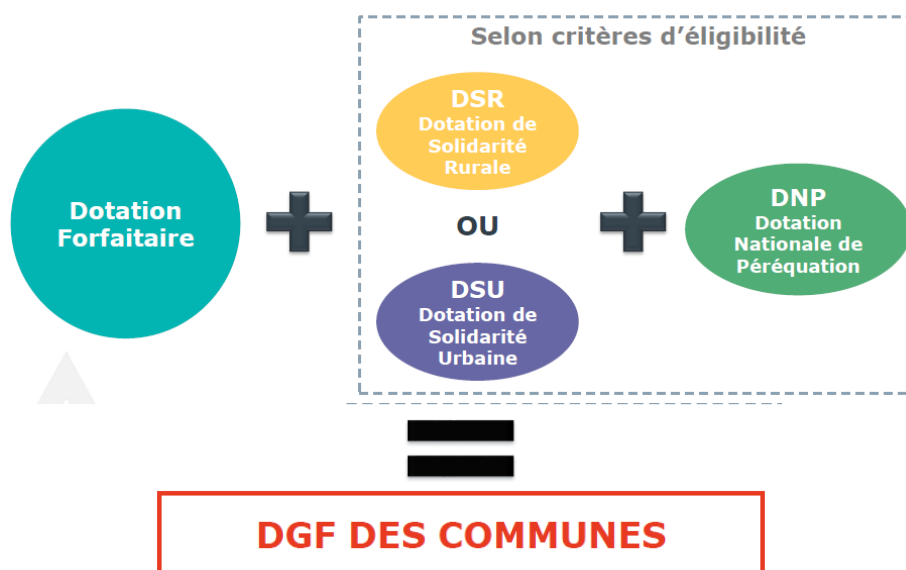 Selon critères d'éligibilité
Dotation
Forfaitaire
DSR
Dotation de
Solidarité
Rurale
OU
DSU
Dotation de
Solidarité
Urbaine
DNP
Dotation
Nationale de
Péréquation
DGF DES COMMUNES